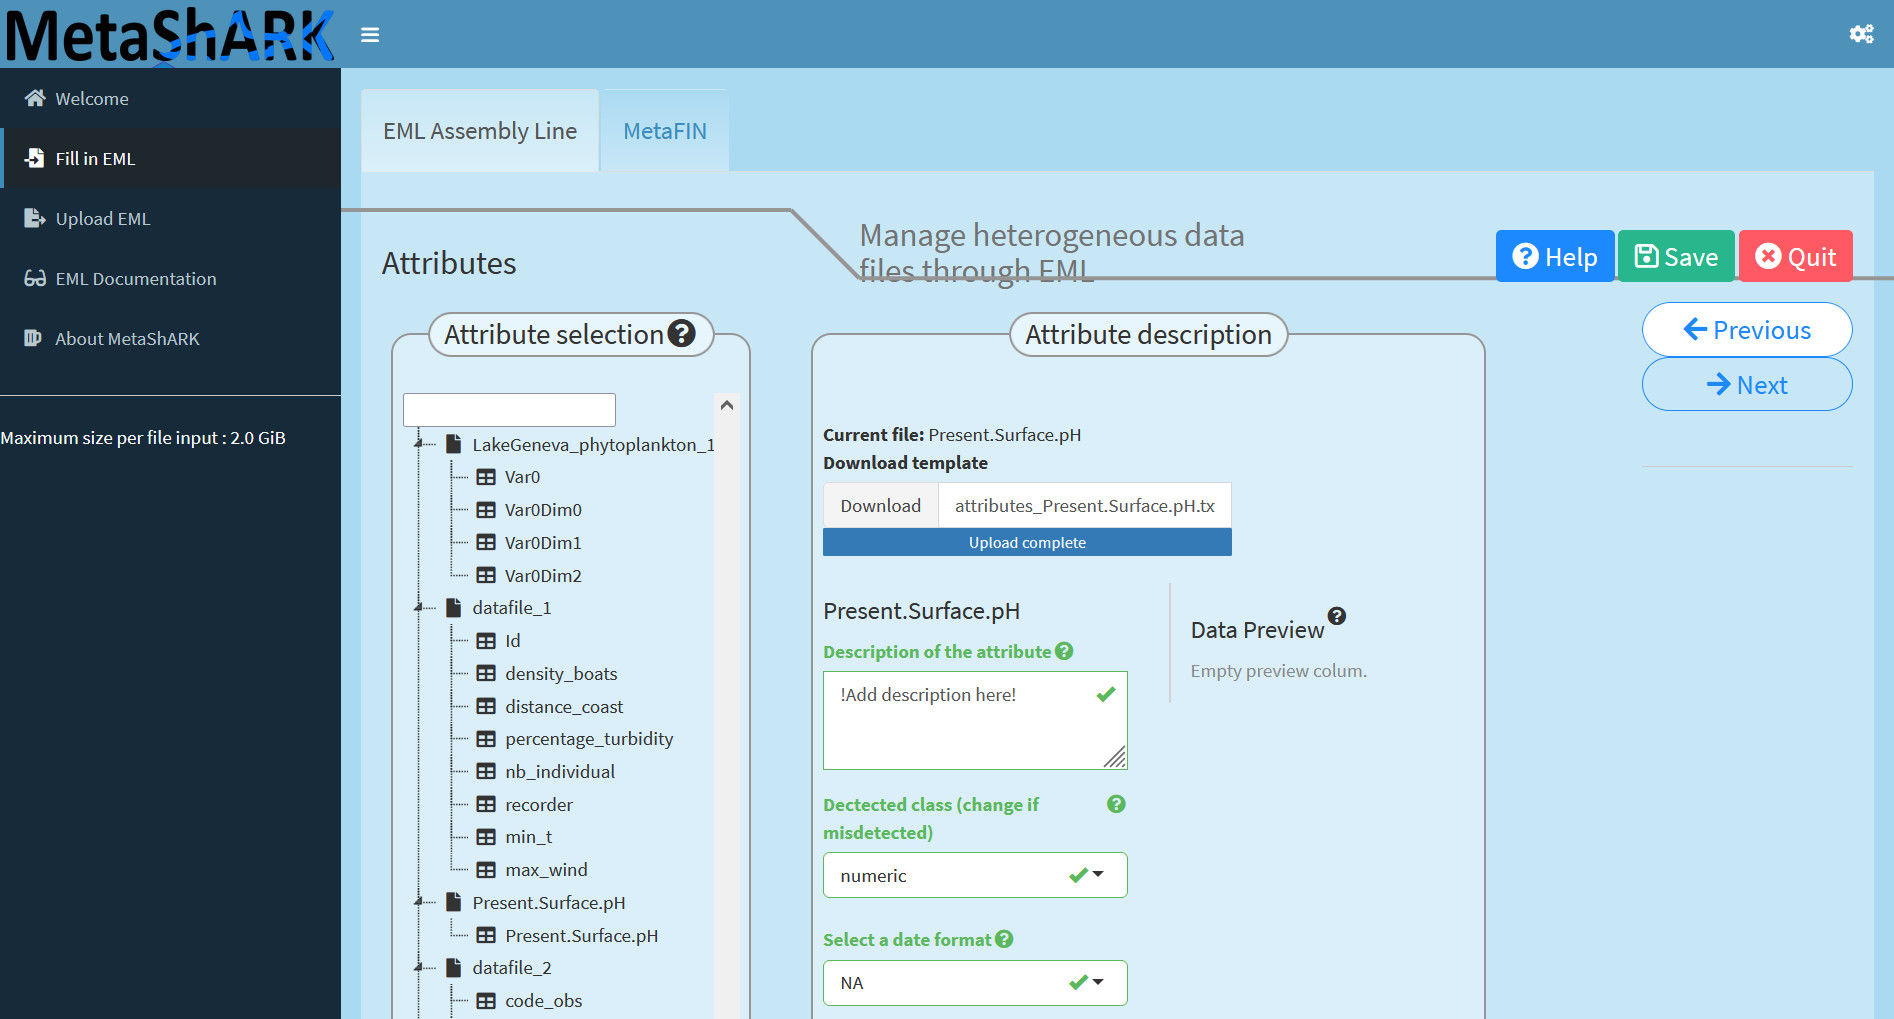 MetaShARK
Welcome
Fill in EML
Upload EML
EML Documentation
About MetaShARK
Maximum size per file input : 2.0 GiB
EML Assembly Line
MetaFIN
Manage heterogeneous data
files through EML
Attributes
Help
Save
Quit
Previous
Next
Attribute selection
LakeGeneva_phytoplankton_1
Var0
Var0Dim0
Var0Dim1
Var0Dim2
datafile_1
Id
density_boats
distance_coast
percentage_turbidity
nb_individual
recorder
min_t
max_wind
Present.Surface.pH
Present.Surface.pH
datafile_2
code_obs
Attribute description
Current file: Present.Surface.pH
Download template
Download attributes_Present.Surface.pH.tx
Upload complete
Present.Surface.pH
Description of the attribute
!Add description here!
Dectected class (change if
misdetected)
numeric
Select a date format
NA
Data Preview
Empty preview colum.